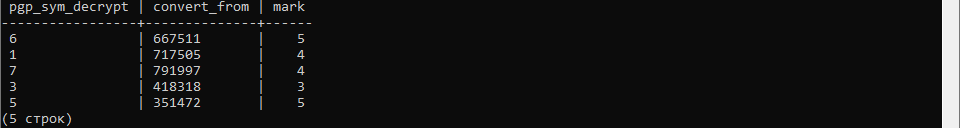 pgp_sym_decrypt | convert_from | mark
-----------------+--------------+------
6 | 667511 | 5
1 | 717505 | 4
7 | 791997 | 4
3 | 418318 | 3
5 | 351472 | 5
(5 строк)